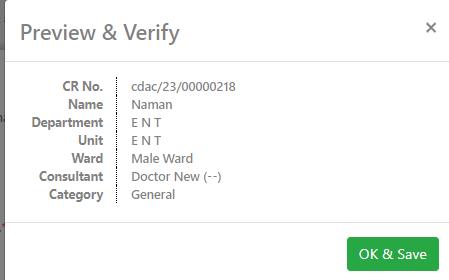 Preview & Verify ×
CR No. cdac/23/00000218
Name Naman
Department E N T
Unit E N T
Ward Male Ward
Consultant Doctor New (--)
Category General
OK & Save